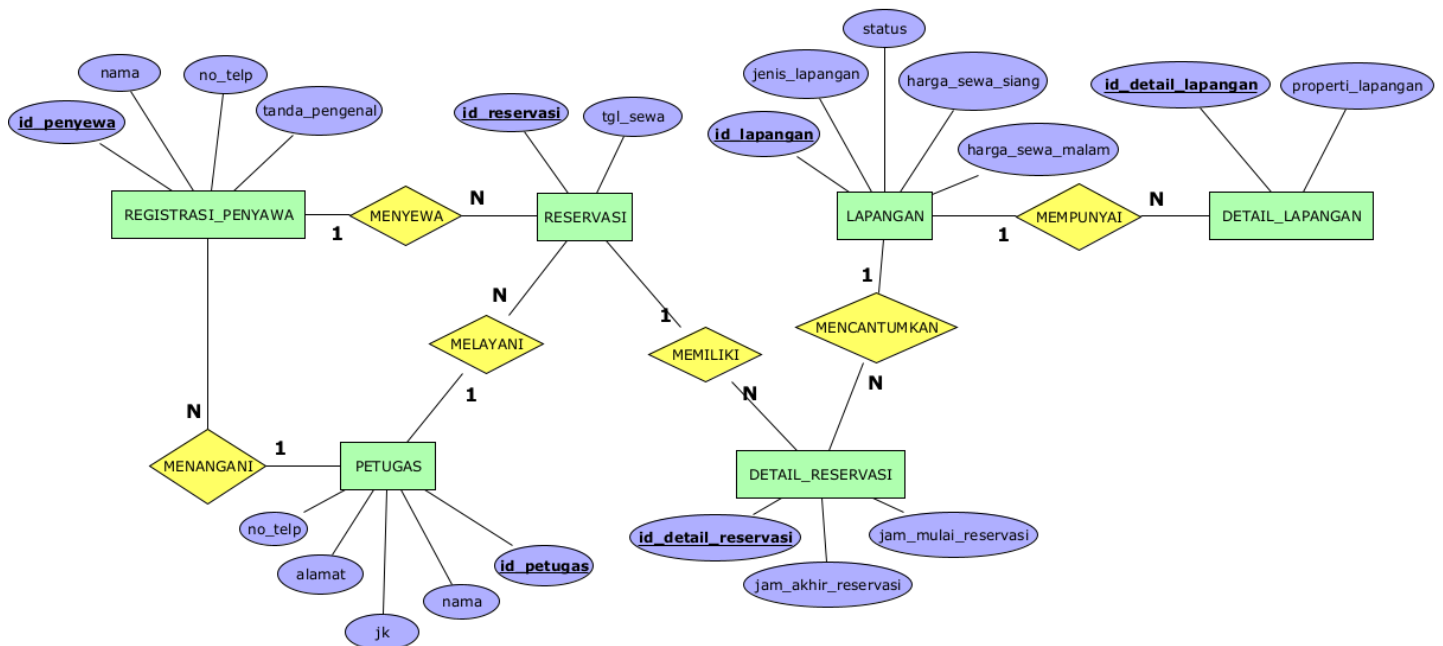 status
nama
no_telp
jenis_lapangan
harga_sewa_siang
id_detail_lapangan
properti_lapangan
id_penyewa
tanda_pengenal
id_reservasi
tgl_sewa
id_lapangan
harga_sewa_malam
REGISTRASI_PENYAWA
1
MENYEWA
N
RESERVASI
LAPANGAN
1
MEMPUNYAI
N
DETAIL_LAPANGAN
N
1
1
MELAYANI
MEMILIKI
MENCANTUMKAN
1
N
N
N
MENANGANI
1
PETUGAS
DETAIL_RESERVASI
no_telp
alamat
jk
nama
id_petugas
id_detail_reservasi
jam_akhir_reservasi
jam_mulai_reservasi